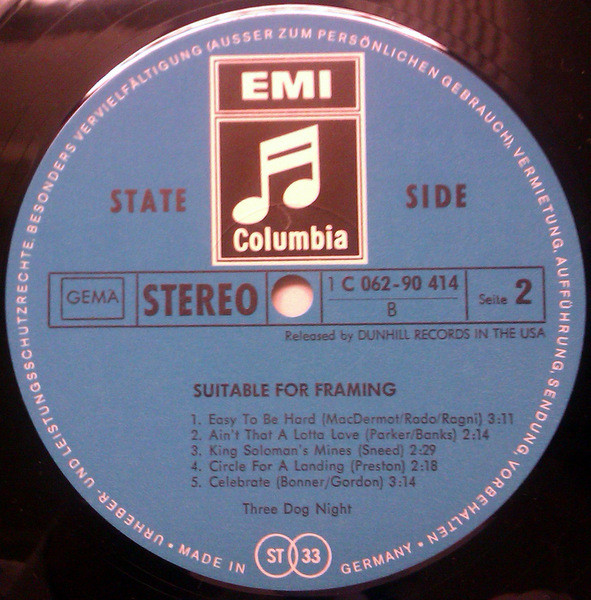 URHEBER- UND LEISTUNGSSCHUTZRECHTE, BESONDERS VERVIELFÄLTIGUNG (AUSSER ZUM PERSÖNLICHEN GEBRAUCH), VERMIETUNG, AUFFÜHRUNG, SENDUNG, VORBEHALTEN •
EMI
Columbia
STATE SIDE
GEMA STEREO 1 C 062-90 414 Seite 2
B
Released by DUNHILL RECORDS IN THE USA
SUITABLE FOR FRAMING
1. Easy To Be Hard (MacDermot/Rado/Ragni) 3:11
2. Ain't That A Lotta Love (Parker/Banks) 2:14
3. King Soloman's Mines (Sneed) 2:29
4. Circle For A Landing (Preston) 2:18
5. Celebrate (Bonner/Gordon) 3:14
Three Dog Night
• MADE IN ST 33 GERMANY •